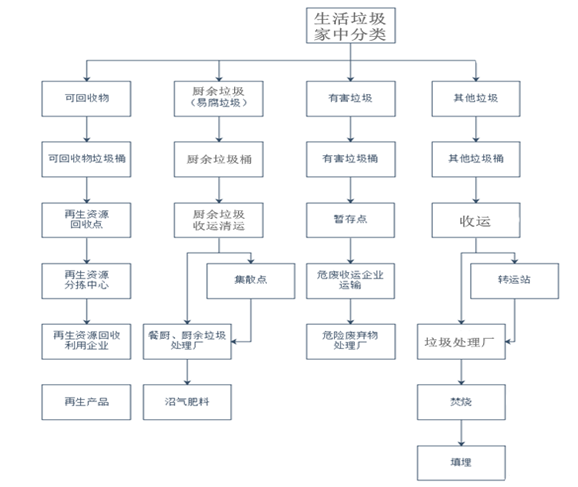 生活垃圾
家中分类
可回收物
厨余垃圾
（易腐垃圾）
有害垃圾
其他垃圾
可回收物垃圾桶
厨余垃圾桶
有害垃圾桶
其他垃圾桶
再生资源
回收点
厨余垃圾
收运清运
暂存点
收运
再生资源
分拣中心
集散点
危废收运企业
运输
转运站
再生资源回收
利用企业
餐厨、厨余垃圾
处理厂
危险废弃物
处理厂
垃圾处理厂
再生产品
沼气肥料
焚烧
填埋